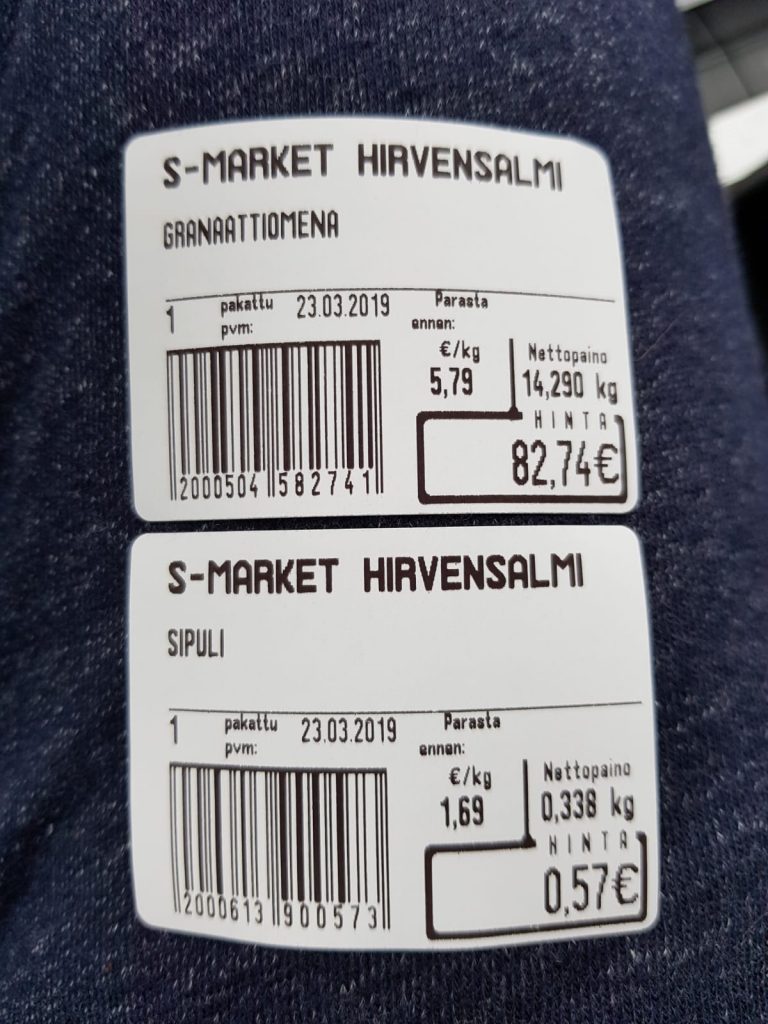 S-MARKET HIRVENSALMI
GRANAATTIOMENA
1 pakattu pvm: 23.03.2019 Parasta ennen:
€/kg Nettopaino
5,79 14,290 kg
HINTA
82,74€
2000504 582741
S-MARKET HIRVENSALMI
SIPULI
1 pakattu pvm: 23.03.2019 Parasta ennen:
€/kg Nettopaino
1,69 0,338 kg
HINTA
0,57€
2000613 900573